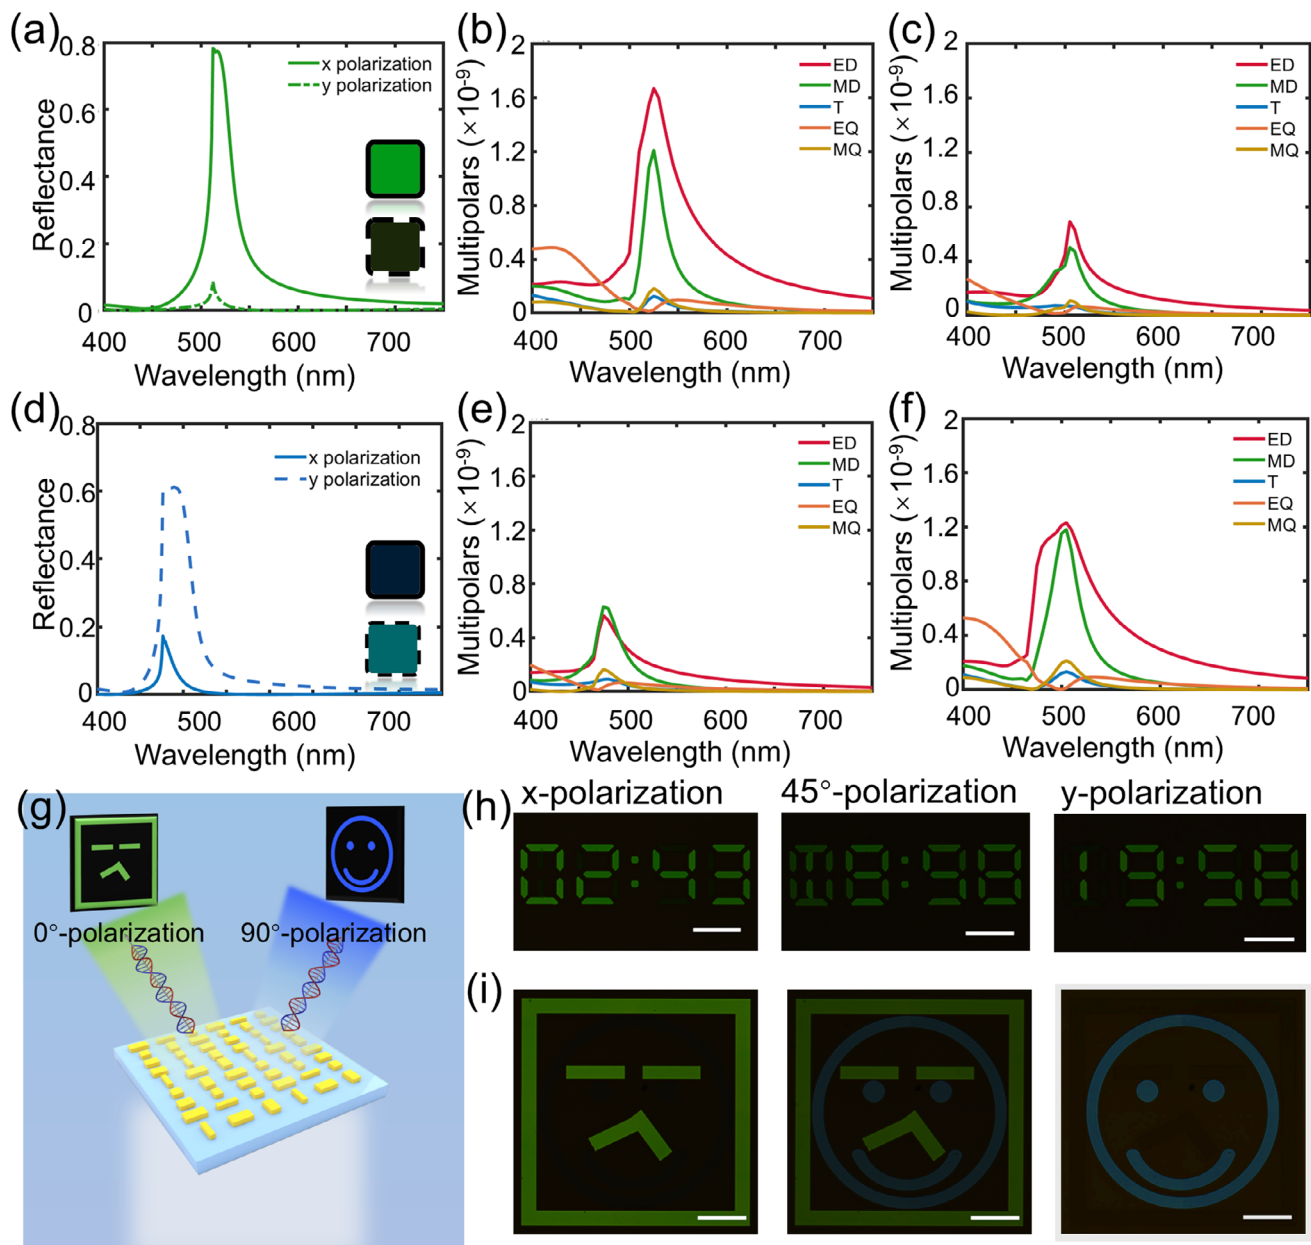 (a)
0.8
0.6
0.4
0.2
0
Reflectance
x polarization
y polarization
400 500 600 700
Wavelength (nm)
(b)
2
1.6
1.2
0.8
0.4
0
Multipolars (×10-9)
ED
MD
T
EQ
MQ
400 500 600 700
Wavelength (nm)
(c)
2
1.6
1.2
0.8
0.4
0
Multipolars (×10-9)
ED
MD
T
EQ
MQ
400 500 600 700
Wavelength (nm)
(d)
0.8
0.6
0.4
0.2
0
Reflectance
x polarization
y polarization
400 500 600 700
Wavelength (nm)
(e)
2
1.6
1.2
0.8
0.4
0
Multipolars (×10-9)
ED
MD
T
EQ
MQ
400 500 600 700
Wavelength (nm)
(f)
2
1.6
1.2
0.8
0.4
0
Multipolars (×10-9)
ED
MD
T
EQ
MQ
400 500 600 700
Wavelength (nm)
(g)
0°-polarization
90°-polarization
(h)
x-polarization
45°-polarization
y-polarization
02:43
19:58
(i)